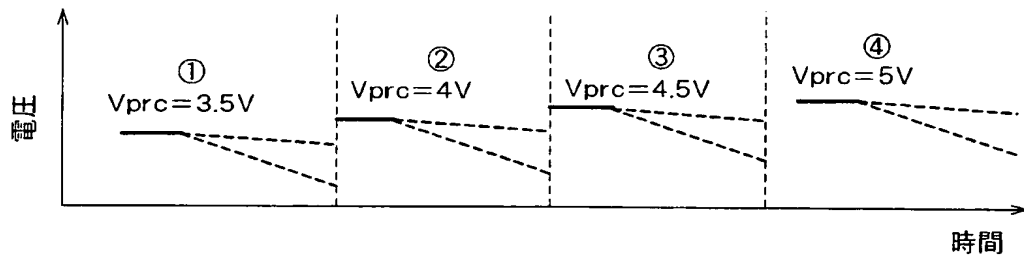 電圧
①
Vprc=3.5V
②
Vprc=4V
③
Vprc=4.5V
④
Vprc=5V
時間